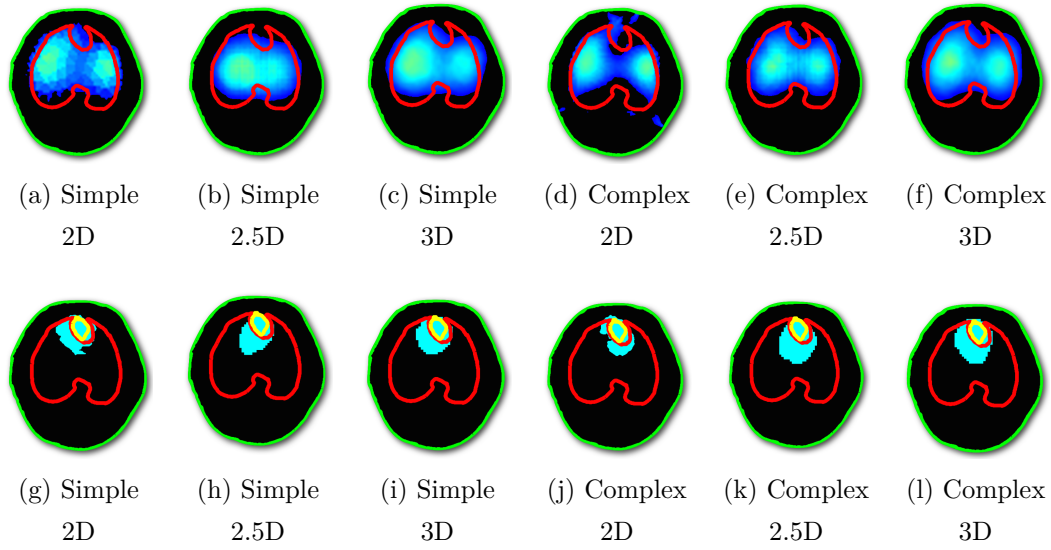 (a) Simple
2D
(b) Simple
2.5D
(c) Simple
3D
(d) Complex
2D
(e) Complex
2.5D
(f) Complex
3D
(g) Simple
2D
(h) Simple
2.5D
(i) Simple
3D
(j) Complex
2D
(k) Complex
2.5D
(l) Complex
3D